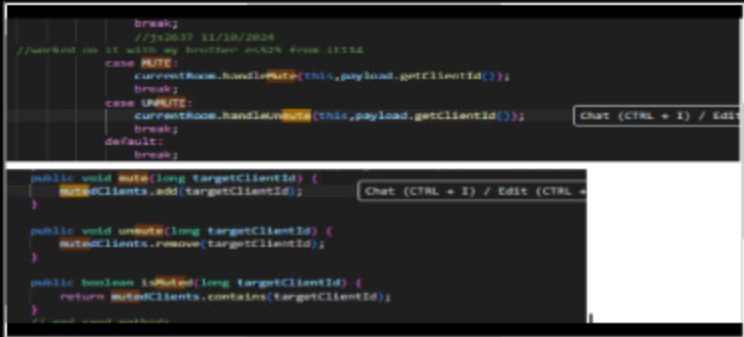 break;
//js2637 11/10/2024
//worked on it with my brother es525 from it114
case MUTE:
currentRoom.handleMute(this,payload.getClientId());
break;
case UNMUTE:
currentRoom.handleUnmute(this,payload.getClientId());
Chat (CTRL + I) / Edit
break;
default:
break;
public void mute(long targetClientId) {
mutedClients.add(targetClientId);
Chat (CTRL + I) / Edit (CTRL +
}
public void unmute(long targetClientId) {
mutedClients.remove(targetClientId);
}
public boolean isMuted(long targetClientId) {
return mutedClients.contains(targetClientId);
}
// end send methods